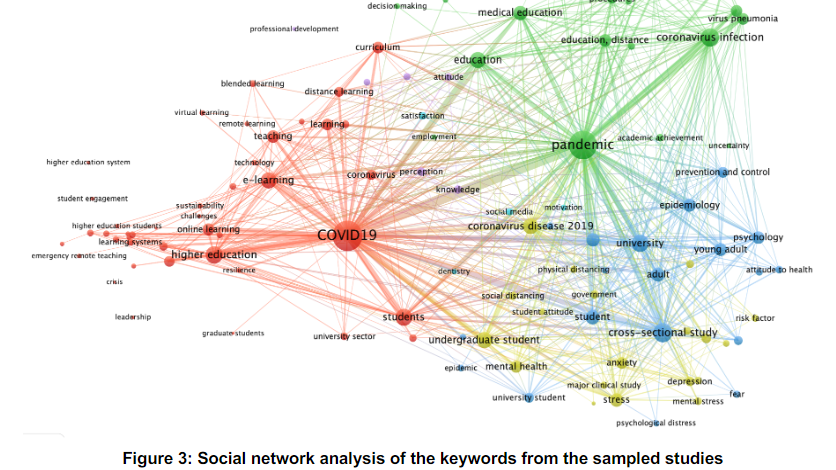 decision making
medical education
virus pneumonia
professional development
education, distance
coronavirus infection
curriculum
education
attitude
blended learning
distance learning
virtual learning
remote learning
learning
satisfaction
teaching
employment
pandemic
academic achievement
uncertainty
higher education system
technology
coronavirus
perception
prevention and control
e-learning
knowledge
student engagement
sustainability
social media
motivation
epidemiology
challenges
higher education students
online learning
COVID19
coronavirus disease 2019
psychology
learning systems
university
young adult
emergency remote teaching
higher education
resilience
dentistry
physical distancing
adult
attitude to health
crisis
social distancing
government
leadership
students
student attitude
student
risk factor
graduate students
university sector
undergraduate student
cross-sectional study
epidemic
mental health
anxiety
major clinical study
depression
university student
stress
mental stress
fear
psychological distress
Figure 3: Social network analysis of the keywords from the sampled studies